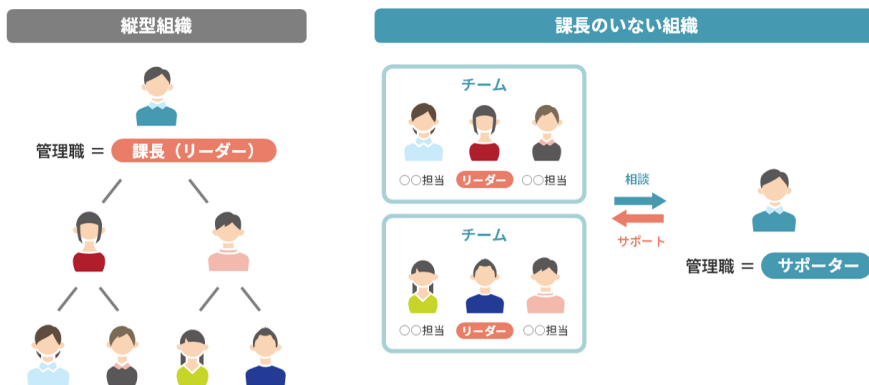 縦型組織
管理職 = 課長（リーダー）
課長のいない組織
チーム
○○担当 リーダー ○○担当
チーム
○○担当 リーダー ○○担当
相談
サポート
管理職 = サポーター